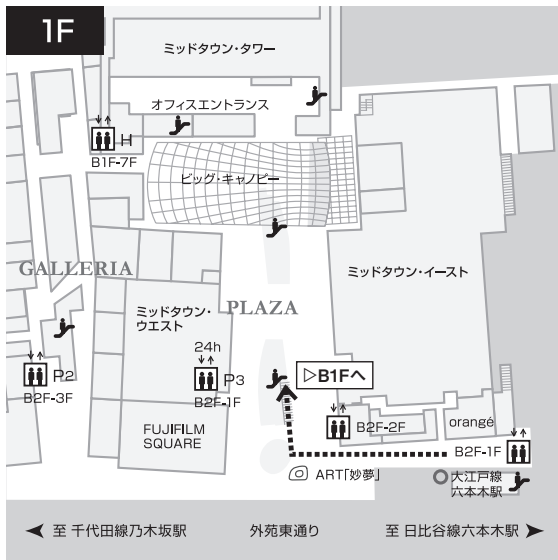 1F
ミッドタウン・タワー
オフィスエントランス
H
B1F-7F
ビッグ・キャノピー
GALLERIA
ミッドタウン・
ウエスト
PLAZA
ミッドタウン・イースト
24h
P2
B2F-3F
P3
B2F-1F
▷B1Fへ
FUJIFILM
SQUARE
B2F-2F
orangé
B2F-1F
ART「妙夢」
大江戸線
六本木駅
至 千代田線乃木坂駅
外苑東通り
至 日比谷線六本木駅